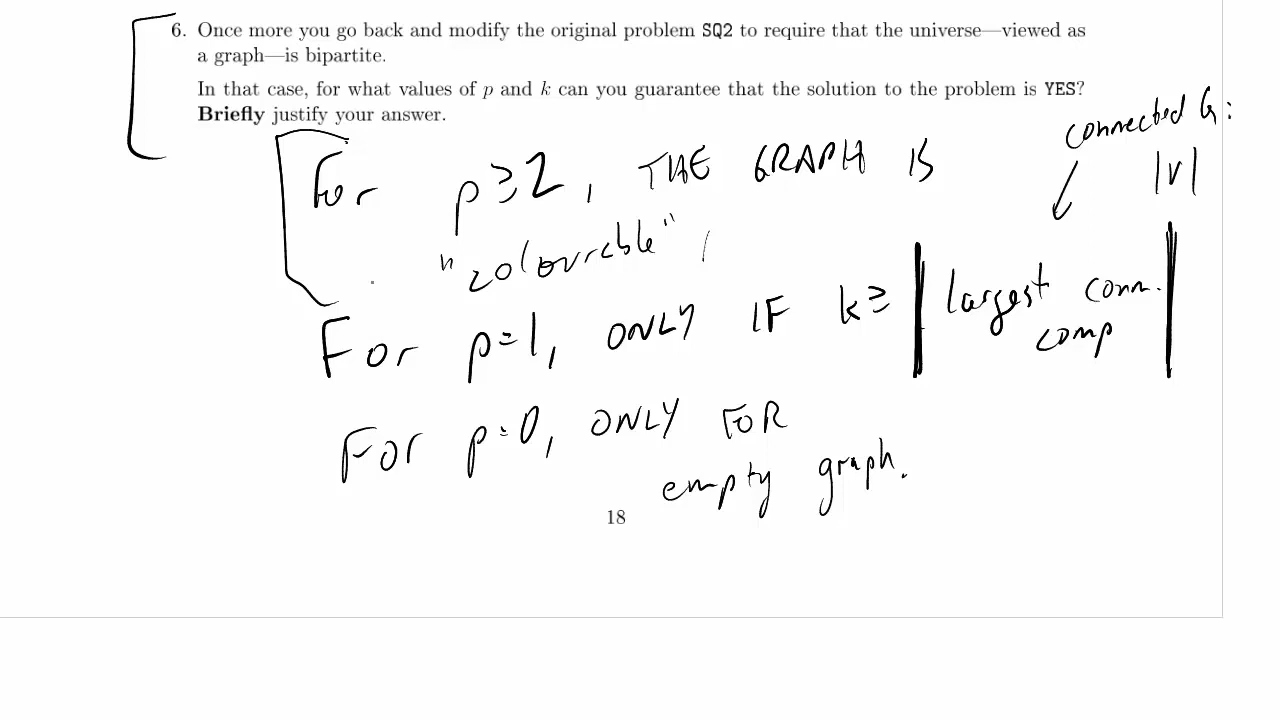 6. Once more you go back and modify the original problem SQ2 to require that the universe—viewed as
a graph—is bipartite.
In that case, for what values of p and k can you guarantee that the solution to the problem is YES?
Briefly justify your answer.
connected G:
|V|
For p≥2, THE GRAPH IS
"2colourable",
For p=1, ONLY IF k≥ | largest conn.
comp |
For p=0, ONLY FOR
empty graph.
18